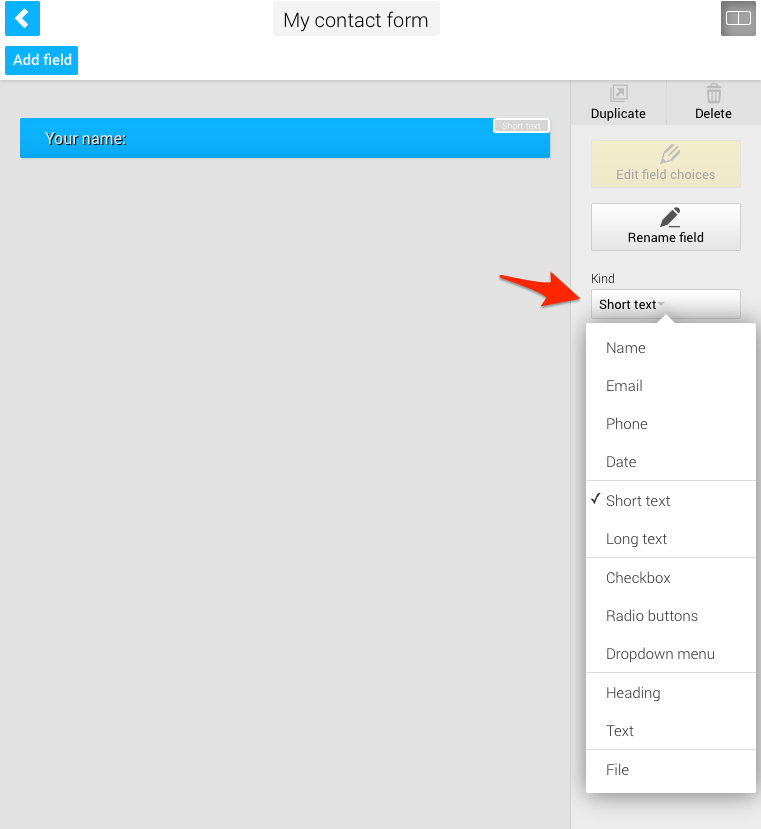 My contact form
Add field
Duplicate
Delete
Your name:
Short text
Edit field choices
Rename field
Kind
Short text
Name
Email
Phone
Date
Short text
Long text
Checkbox
Radio buttons
Dropdown menu
Heading
Text
File